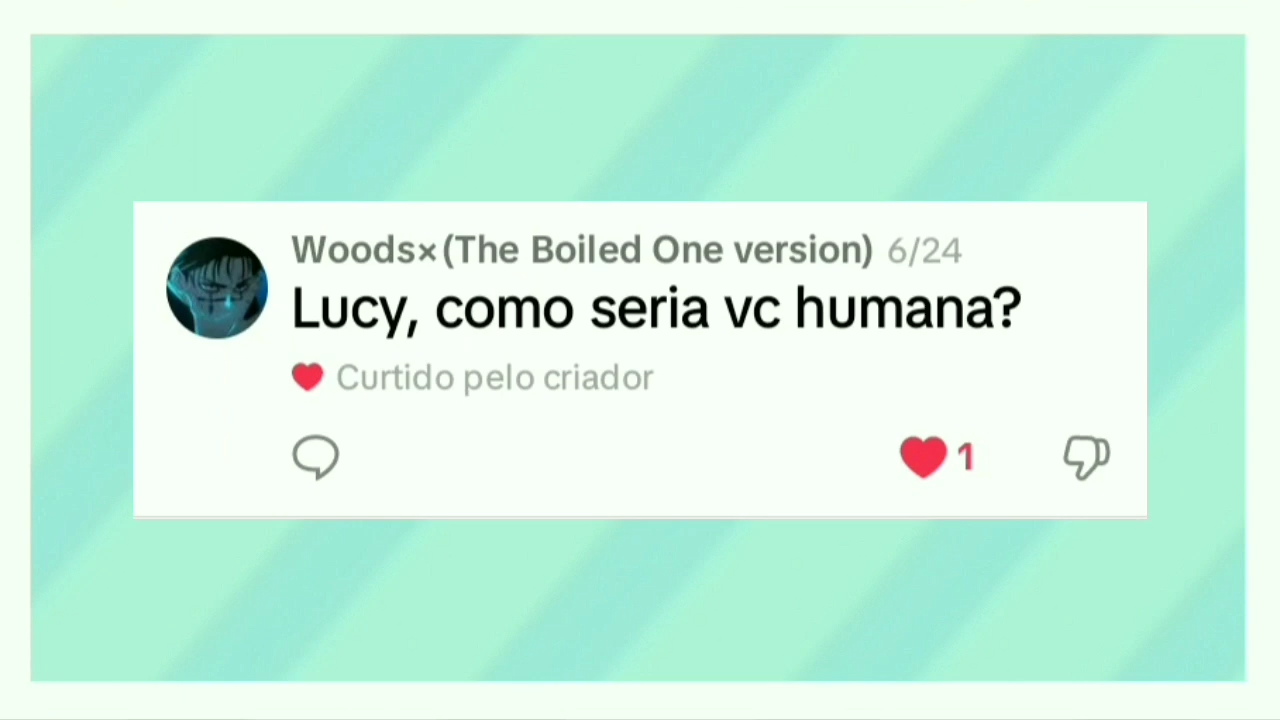 Woods×(The Boiled One version) 6/24
Lucy, como seria vc humana?
Curtido pelo criador
1